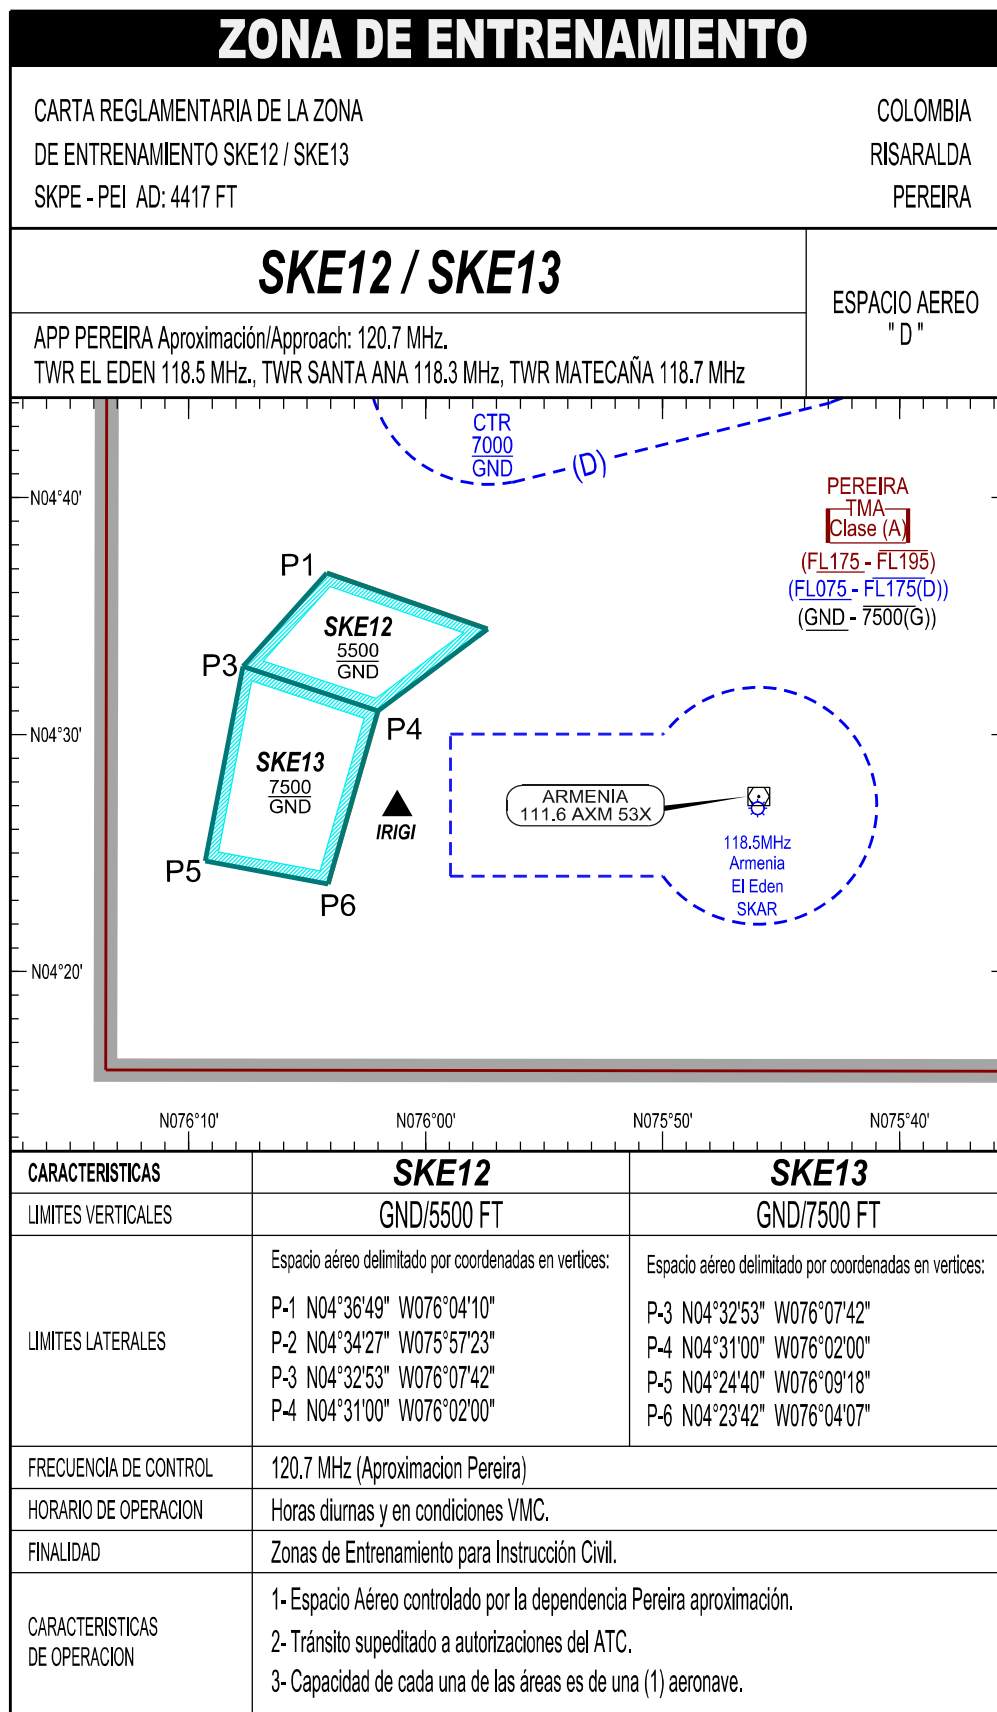 ZONA DE ENTRENAMIENTO
CARTA REGLAMENTARIA DE LA ZONA
DE ENTRENAMIENTO SKE12 / SKE13
SKPE - PEI AD: 4417 FT
COLOMBIA
RISARALDA
PEREIRA
SKE12 / SKE13
ESPACIO AEREO
" D "
APP PEREIRA Aproximación/Approach: 120.7 MHz.
TWR EL EDEN 118.5 MHz., TWR SANTA ANA 118.3 MHz, TWR MATECAÑA 118.7 MHz
CTR
7000
GND
(D)
N04°40'
PEREIRA
TMA
Clase (A)
(FL175 - FL195)
(FL075 - FL175(D))
(GND - 7500(G))
P1
SKE12
5500
GND
P3
P4
N04°30'
SKE13
7500
GND
IRIGI
ARMENIA
111.6 AXM 53X
118.5MHz
Armenia
El Eden
SKAR
P5
P6
N04°20'
N076°10'
N076°00'
N075°50'
N075°40'
CARACTERISTICAS
SKE12
SKE13
LIMITES VERTICALES
GND/5500 FT
GND/7500 FT
LIMITES LATERALES
Espacio aéreo delimitado por coordenadas en vertices:
P-1 N04°36'49" W076°04'10"
P-2 N04°34'27" W075°57'23"
P-3 N04°32'53" W076°07'42"
P-4 N04°31'00" W076°02'00"
Espacio aéreo delimitado por coordenadas en vertices:
P-3 N04°32'53" W076°07'42"
P-4 N04°31'00" W076°02'00"
P-5 N04°24'40" W076°09'18"
P-6 N04°23'42" W076°04'07"
FRECUENCIA DE CONTROL
120.7 MHz (Aproximacion Pereira)
HORARIO DE OPERACION
Horas diurnas y en condiciones VMC.
FINALIDAD
Zonas de Entrenamiento para Instrucción Civil.
CARACTERISTICAS
DE OPERACION
1- Espacio Aéreo controlado por la dependencia Pereira aproximación.
2- Tránsito supeditado a autorizaciones del ATC.
3- Capacidad de cada una de las áreas es de una (1) aeronave.